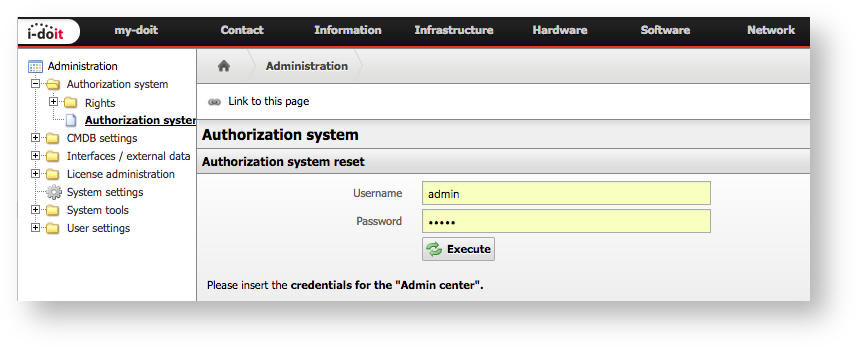 i-doit my-doit Contact Information Infrastructure Hardware Software Network
Administration
Authorization system
Rights
Authorization syster
CMDB settings
Interfaces / external data
License administration
System settings
System tools
User settings
Administration
Link to this page
Authorization system
Authorization system reset
Username admin
Password •••••
Execute
Please insert the credentials for the "Admin center".